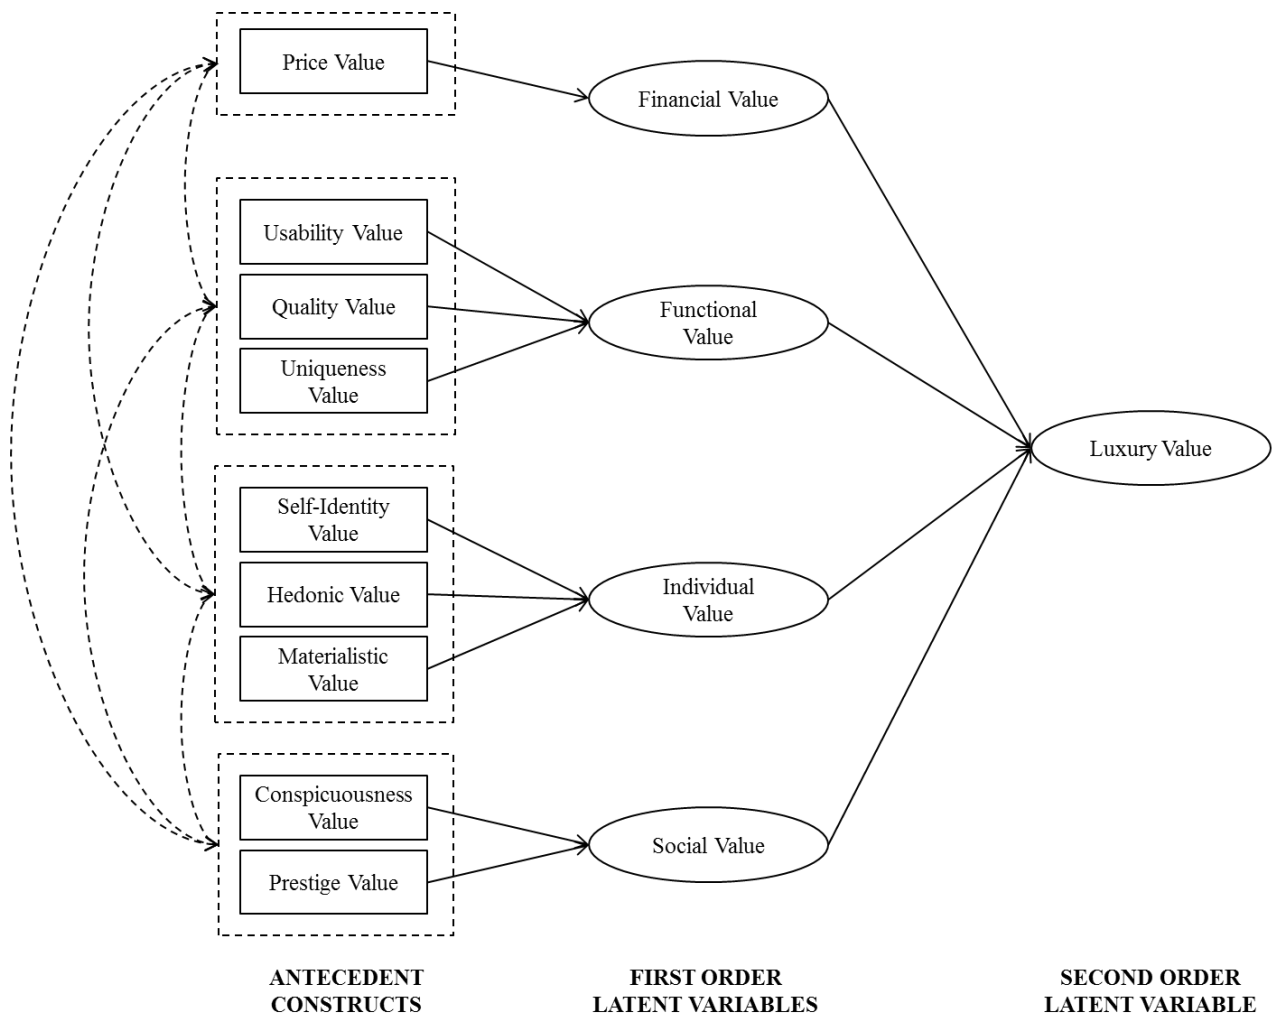 Price Value
Financial Value
Usability Value
Quality Value
Uniqueness
Value
Functional
Value
Luxury Value
Self-Identity
Value
Hedonic Value
Materialistic
Value
Individual
Value
Conspicuousness
Value
Prestige Value
Social Value
ANTECEDENT
CONSTRUCTS
FIRST ORDER
LATENT VARIABLES
SECOND ORDER
LATENT VARIABLE